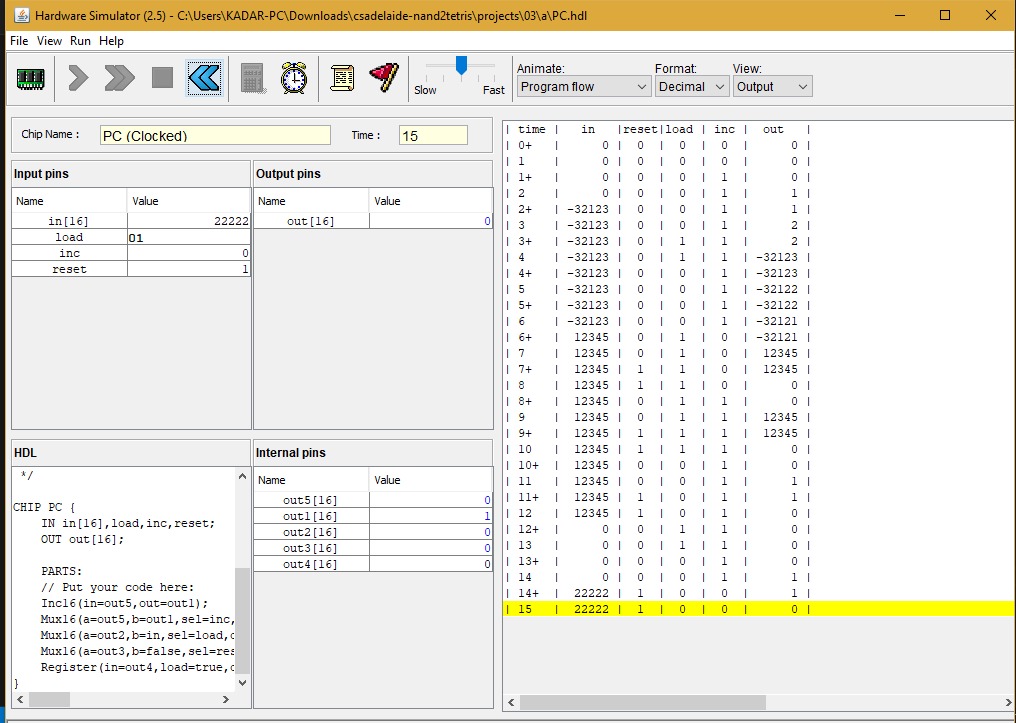 Hardware Simulator (2.5) - C:\Users\KADAR-PC\Downloads\csadelaide-nand2tetris\projects\03\a\PC.hdl
File View Run Help
Slow Fast
Animate: Format: View:
Program flow Decimal Output
Chip Name : PC (Clocked) Time : 15
Input pins
Name Value
in[16] 22222
load 01
inc 0
reset 1
Output pins
Name Value
out[16] 0
HDL
*/
CHIP PC {
IN in[16],load,inc,reset;
OUT out[16];
PARTS:
// Put your code here:
Inc16(in=out5,out=out1);
Mux16(a=out5,b=out1,sel=inc,
Mux16(a=out2,b=in,sel=load,o
Mux16(a=out3,b=false,sel=res
Register(in=out4,load=true,o
}
Internal pins
Name Value
out5[16] 0
out1[16] 1
out2[16] 0
out3[16] 0
out4[16] 0
| time | in |reset|load | inc | out |
| 0+ | 0 | 0 | 0 | 0 | 0 |
| 1 | 0 | 0 | 0 | 0 | 0 |
| 1+ | 0 | 0 | 0 | 1 | 0 |
| 2 | 0 | 0 | 0 | 1 | 1 |
| 2+ | -32123 | 0 | 0 | 1 | 1 |
| 3 | -32123 | 0 | 0 | 1 | 2 |
| 3+ | -32123 | 0 | 1 | 1 | 2 |
| 4 | -32123 | 0 | 1 | 1 | -32123 |
| 4+ | -32123 | 0 | 0 | 1 | -32123 |
| 5 | -32123 | 0 | 0 | 1 | -32122 |
| 5+ | -32123 | 0 | 0 | 1 | -32122 |
| 6 | -32123 | 0 | 0 | 1 | -32121 |
| 6+ | 12345 | 0 | 1 | 0 | -32121 |
| 7 | 12345 | 0 | 1 | 0 | 12345 |
| 7+ | 12345 | 1 | 1 | 0 | 12345 |
| 8 | 12345 | 1 | 1 | 0 | 0 |
| 8+ | 12345 | 0 | 1 | 1 | 0 |
| 9 | 12345 | 0 | 1 | 1 | 12345 |
| 9+ | 12345 | 1 | 1 | 1 | 12345 |
| 10 | 12345 | 1 | 1 | 1 | 0 |
| 10+ | 12345 | 0 | 0 | 1 | 0 |
| 11 | 12345 | 0 | 0 | 1 | 1 |
| 11+ | 12345 | 1 | 0 | 1 | 1 |
| 12 | 12345 | 1 | 0 | 1 | 0 |
| 12+ | 0 | 0 | 1 | 1 | 0 |
| 13 | 0 | 0 | 1 | 1 | 0 |
| 13+ | 0 | 0 | 0 | 1 | 0 |
| 14 | 0 | 0 | 0 | 1 | 1 |
| 14+ | 22222 | 1 | 0 | 0 | 1 |
| 15 | 22222 | 1 | 0 | 0 | 0 |